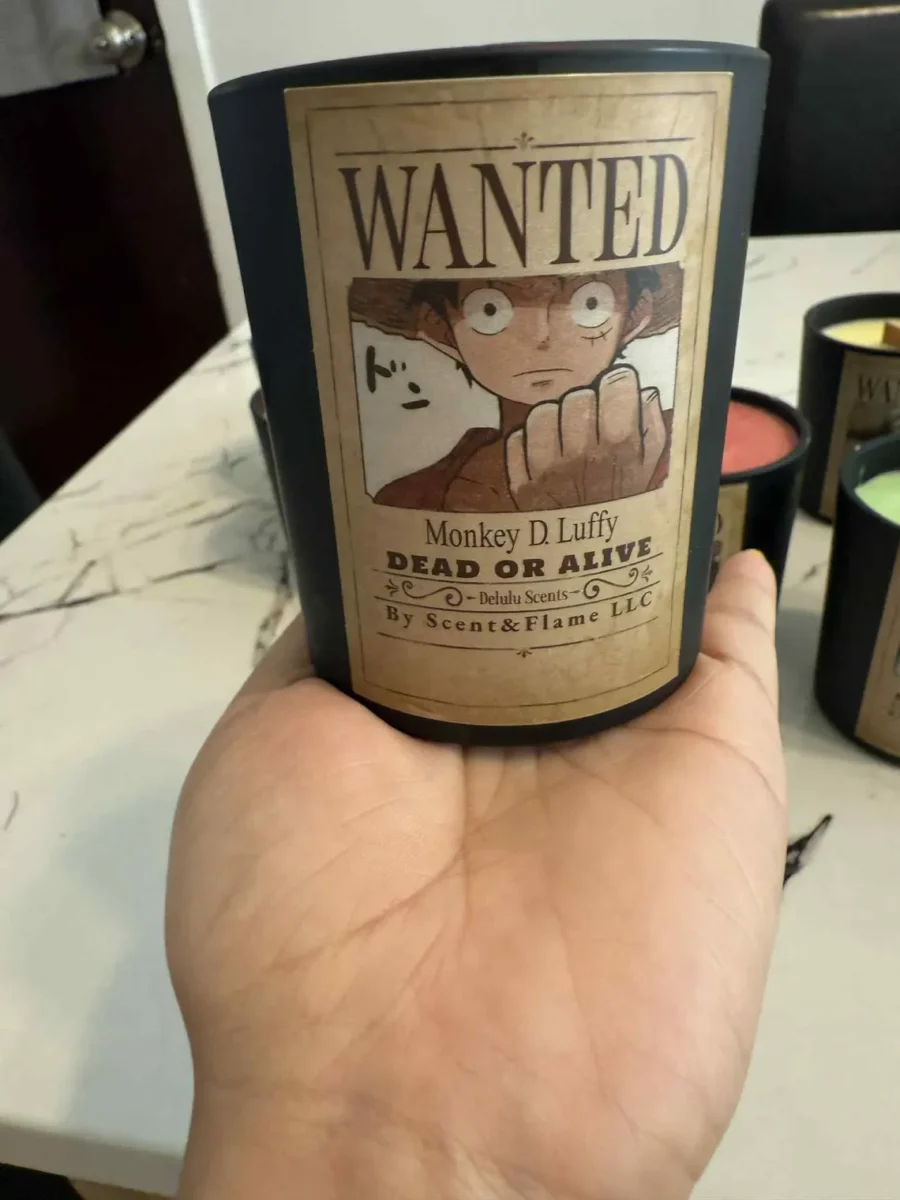 WANTED
ド
Monkey D. Luffy
DEAD OR ALIVE
Delulu Scents
By Scent&Flame LLC